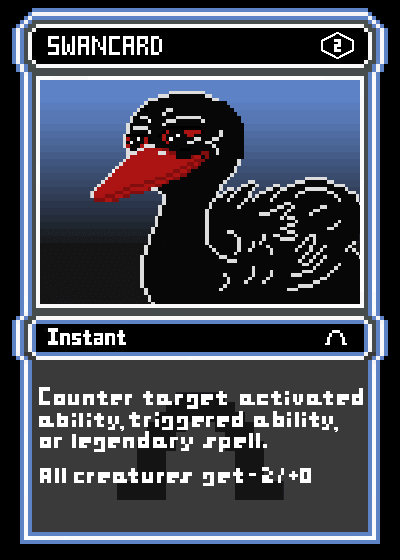 SWANCARD
2
Instant
Counter target activated
ability, triggered ability,
or legendary spell.
All creatures get -2/+0